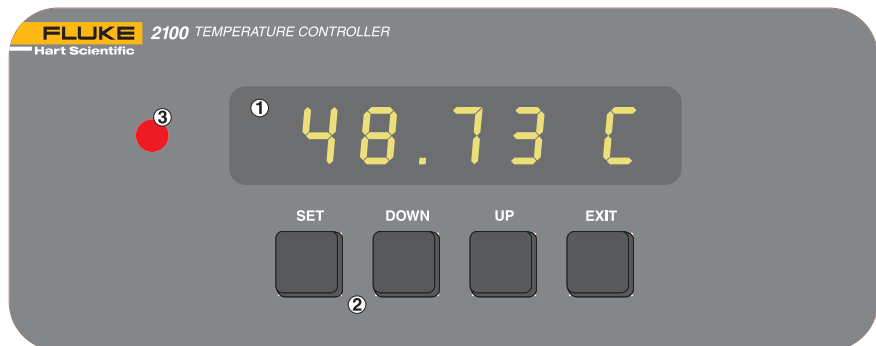 FLUKE 2100 TEMPERATURE CONTROLLER
Hart Scientific
③
① 48.73 C
SET DOWN UP EXIT
②